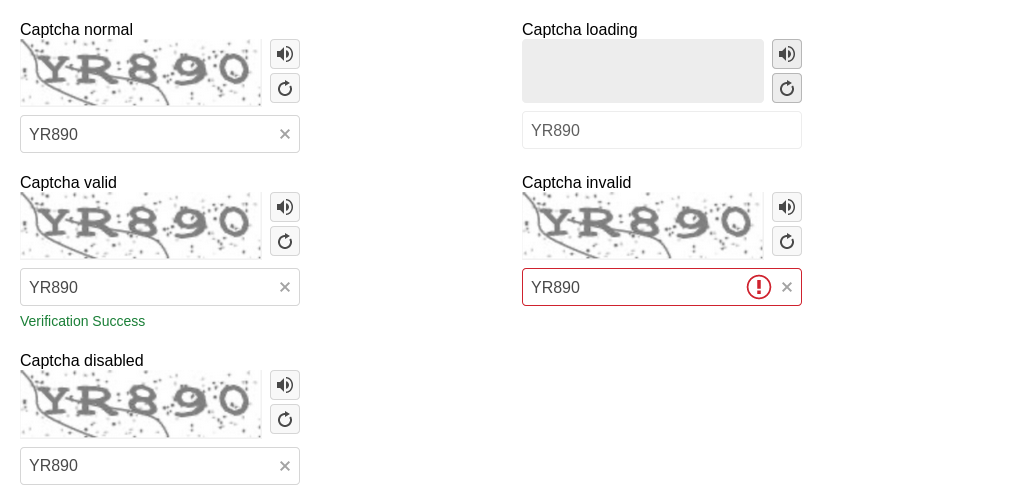 Captcha normal
YR890
YR890
Captcha loading
YR890
Captcha valid
YR890
YR890
Verification Success
Captcha invalid
YR890
YR890
Captcha disabled
YR890
YR890